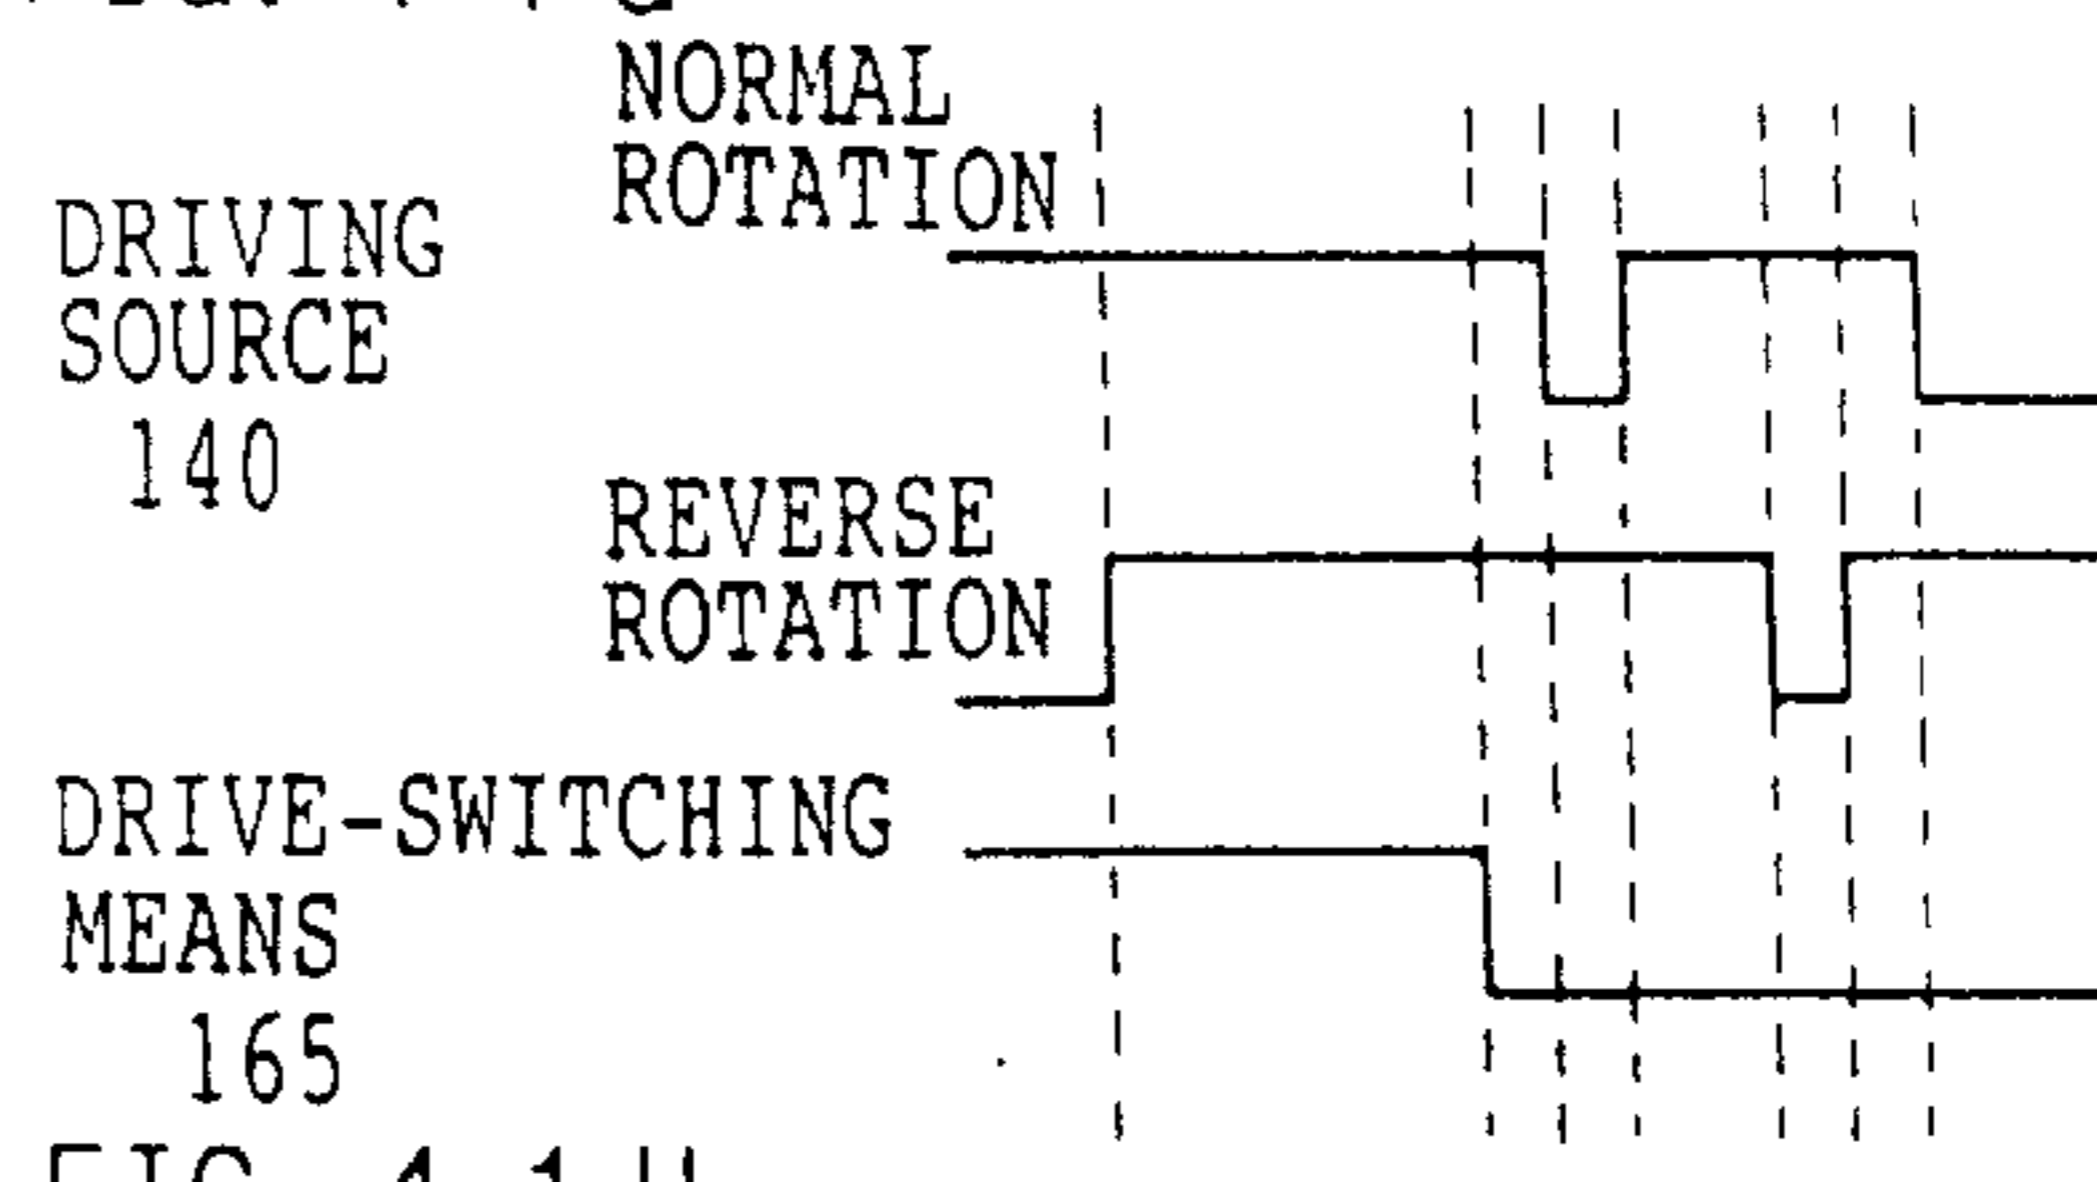 NORMAL
ROTATION
DRIVING
SOURCE
140
REVERSE
ROTATION
DRIVE-SWITCHING
MEANS
165